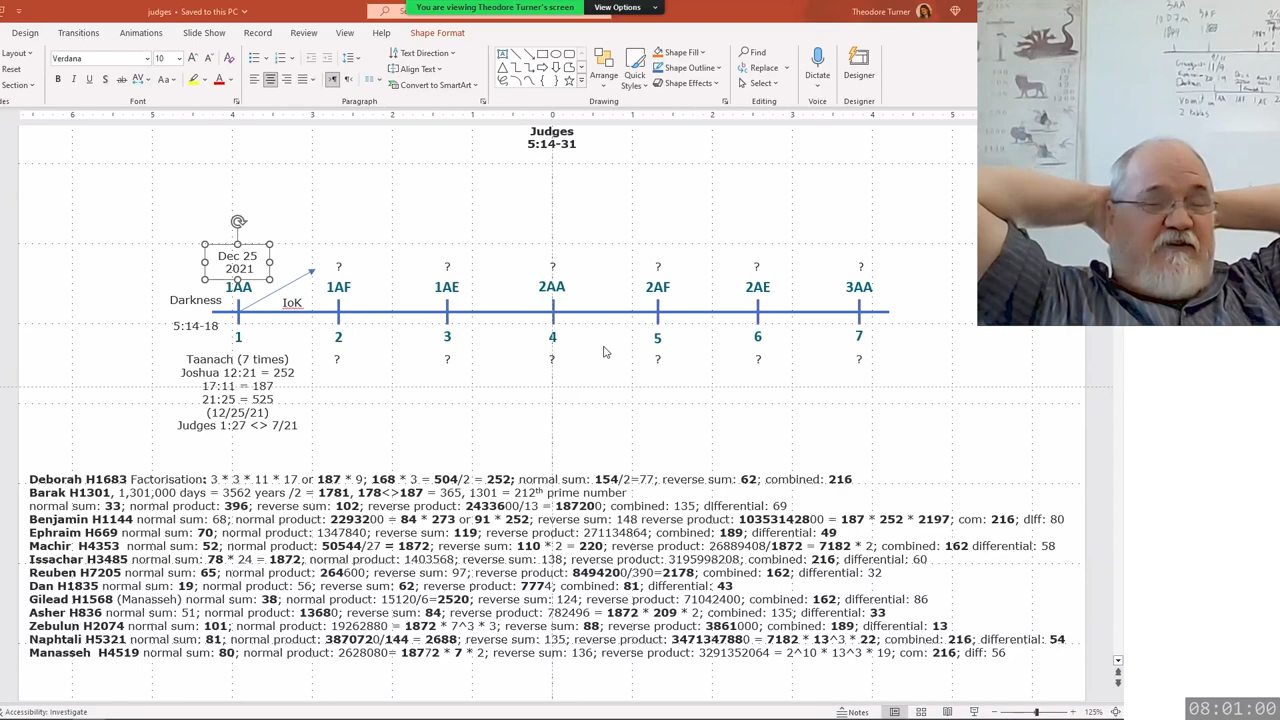 judges • Saved to this PC
You are viewing Theodore Turner's screen
View Options
Theodore Turner
Design Transitions Animations Slide Show Record Review View Help Shape Format
Layout
Reset
Section
Verdana
10
Text Direction
Align Text
Convert to SmartArt
Arrange
Quick Styles
Shape Fill
Shape Outline
Shape Effects
Find
Replace
Select
Dictate
Designer
Font
Paragraph
Drawing
Editing
Voice
Designer
6 5 4 3 2 1 0 1 2 3 4 5
Judges
5:14-31
Dec 25
2021
? ? ? ? ? ?
1AA 1AF 1AE 2AA 2AF 2AE 3AA
Darkness
IoK
5:14-18
1 2 3 4 5 6 7
Taanach (7 times) ? ? ? ? ? ?
Joshua 12:21 = 252
17:11 = 187
21:25 = 525
(12/25/21)
Judges 1:27 <> 7/21
Deborah H1683 Factorisation: 3 * 3 * 11 * 17 or 187 * 9; 168 * 3 = 504/2 = 252; normal sum: 154/2=77; reverse sum: 62; combined: 216
Barak H1301, 1,301,000 days = 3562 years /2 = 1781, 178<>187 = 365, 1301 = 212th prime number
normal sum: 33; normal product: 396; reverse sum: 102; reverse product: 2433600/13 = 187200; combined: 135; differential: 69
Benjamin H1144 normal sum: 68; normal product: 2293200 = 84 * 273 or 91 * 252; reverse sum: 148 reverse product: 103531428​00 = 187 * 252 * 2197; com: 216; diff: 80
Ephraim H669 normal sum: 70; normal product: 1347840; reverse sum: 119; reverse product: 271134864; combined: 189; differential: 49
Machir H4353 normal sum: 52; normal product: 50544/27 = 1872; reverse sum: 110 * 2 = 220; reverse product: 26889408/1872 = 7182 * 2; combined: 162 differential: 58
Issachar H3485 normal sum: 78 * 24 = 1872; normal product: 1403568; reverse sum: 138; reverse product: 3195998208; combined: 216; differential: 60
Reuben H7205 normal sum: 65; normal product: 264600; reverse sum: 97; reverse product: 8494200/390=2178; combined: 162; differential: 32
Dan H1835 normal sum: 19; normal product: 56; reverse sum: 62; reverse product: 7774; combined: 81; differential: 43
Gilead H1568 (Manasseh) normal sum: 38; normal product: 15120/6=2520; reverse sum: 124; reverse product: 71042400; combined: 162; differential: 86
Asher H836 normal sum: 51; normal product: 13680; reverse sum: 84; reverse product: 782496 = 1872 * 209 * 2; combined: 135; differential: 33
Zebulun H2074 normal sum: 101; normal product: 19262880 = 1872 * 7^3 * 3; reverse sum: 88; reverse product: 3861000; combined: 189; differential: 13
Naphtali H5321 normal sum: 81; normal product: 3870720/144 = 2688; reverse sum: 135; reverse product: 3471347880 = 7182 * 13^3 * 22; combined: 216; differential: 54
Manasseh H4519 normal sum: 80; normal product: 2628080= 18772 * 7 * 2; reverse sum: 136; reverse product: 3291352064 = 2^10 * 13^3 * 19; com: 216; diff: 56
Accessibility: Investigate
Notes
125%
08:01:00